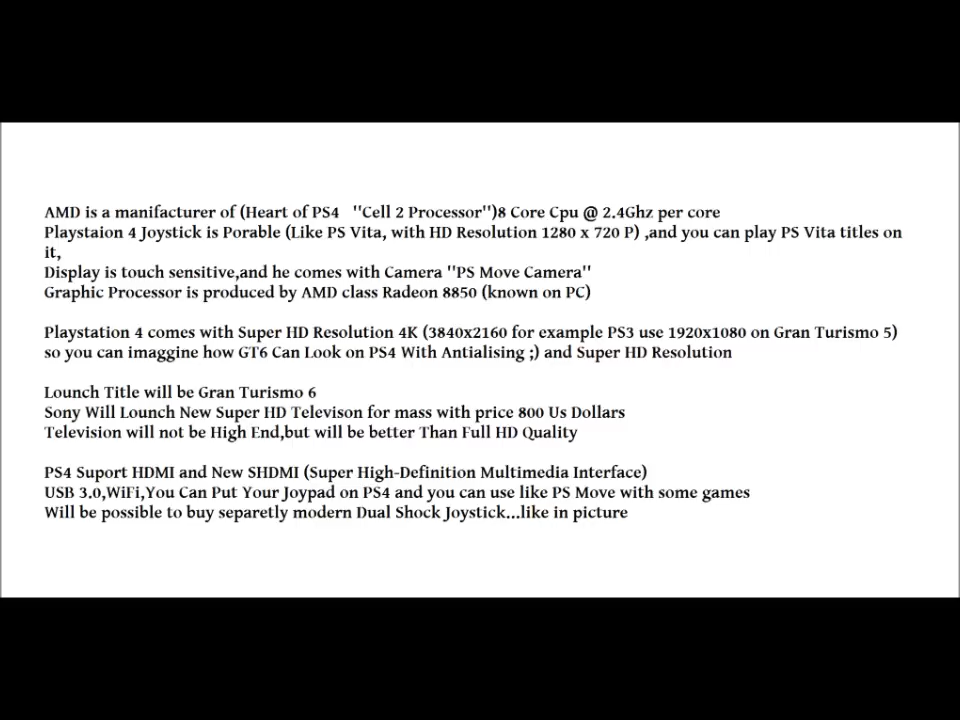 AMD is a manifacturer of (Heart of PS4 "Cell 2 Processor")8 Core Cpu @ 2.4Ghz per core
Playstaion 4 Joystick is Porable (Like PS Vita, with HD Resolution 1280 x 720 P) ,and you can play PS Vita titles on
it,
Display is touch sensitive,and he comes with Camera "PS Move Camera"
Graphic Processor is produced by AMD class Radeon 8850 (known on PC)
Playstation 4 comes with Super HD Resolution 4K (3840x2160 for example PS3 use 1920x1080 on Gran Turismo 5)
so you can imaggine how GT6 Can Look on PS4 With Antialising ;) and Super HD Resolution
Lounch Title will be Gran Turismo 6
Sony Will Lounch New Super HD Televison for mass with price 800 Us Dollars
Television will not be High End,but will be better Than Full HD Quality
PS4 Suport HDMI and New SHDMI (Super High-Definition Multimedia Interface)
USB 3.0,WiFi,You Can Put Your Joypad on PS4 and you can use like PS Move with some games
Will be possible to buy separetly modern Dual Shock Joystick...like in picture